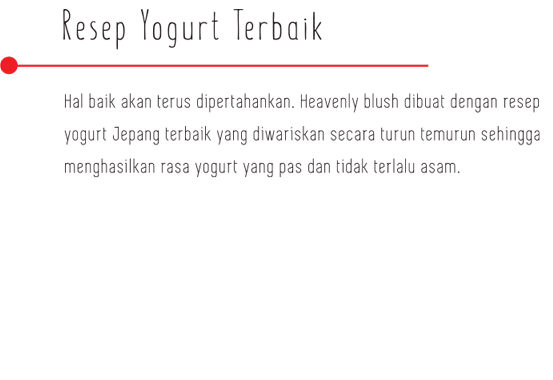 Resep Yogurt Terbaik
Hal baik akan terus dipertahankan. Heavenly blush dibuat dengan resep
yogurt Jepang terbaik yang diwariskan secara turun temurun sehingga
menghasilkan rasa yogurt yang pas dan tidak terlalu asam.